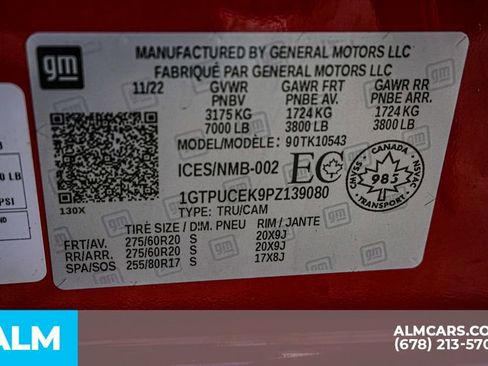 gm
MANUFACTURED BY GENERAL MOTORS LLC
FABRIQUÉ PAR GENERAL MOTORS LLC
11/22 GVWR GAWR FRT GAWR RR
PNBV PNBE AV. PNBE ARR.
3175 KG 1724 KG 1724 KG
7000 LB 3800 LB 3800 LB
MODEL/MODÈLE: 90TK10543
ICES/NMB-002 EC
CANADA
983
TRANSPORT
CMVSS NSVAC
130X
1GTPUCEK9PZ139080
TYPE: TRU/CAM
TIRE SIZE / DIM. PNEU RIM / JANTE
FRT/AV. 275/60R20 S 20X9J
RR/ARR. 275/60R20 S 20X9J
SPA/SOS 255/80R17 S 17X8J
LB
PSI
ALM
ALMCARS.CO
(678) 213-570